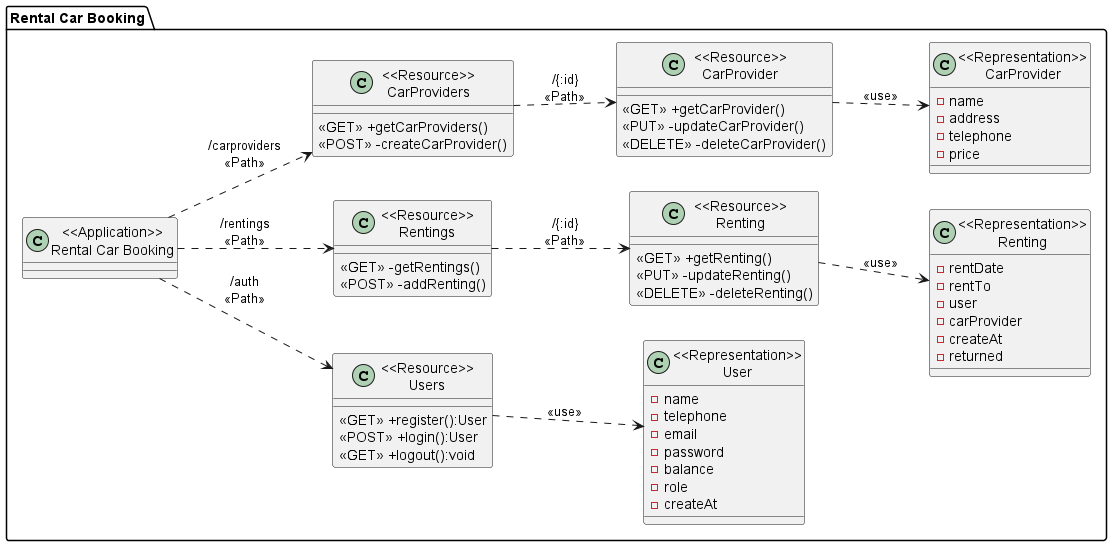 Rental Car Booking
C <<Application>>
Rental Car Booking
/carproviders
«Path»
/rentings
«Path»
/auth
«Path»
C <<Resource>>
CarProviders
«GET» +getCarProviders()
«POST» -createCarProvider()
/{:id}
«Path»
C <<Resource>>
CarProvider
«GET» +getCarProvider()
«PUT» -updateCarProvider()
«DELETE» -deleteCarProvider()
«use»
C <<Representation>>
CarProvider
name
address
telephone
price
C <<Resource>>
Rentings
«GET» -getRentings()
«POST» -addRenting()
/{:id}
«Path»
C <<Resource>>
Renting
«GET» +getRenting()
«PUT» -updateRenting()
«DELETE» -deleteRenting()
«use»
C <<Representation>>
Renting
rentDate
rentTo
user
carProvider
createAt
returned
C <<Resource>>
Users
«GET» +register():User
«POST» +login():User
«GET» +logout():void
«use»
C <<Representation>>
User
name
telephone
email
password
balance
role
createAt